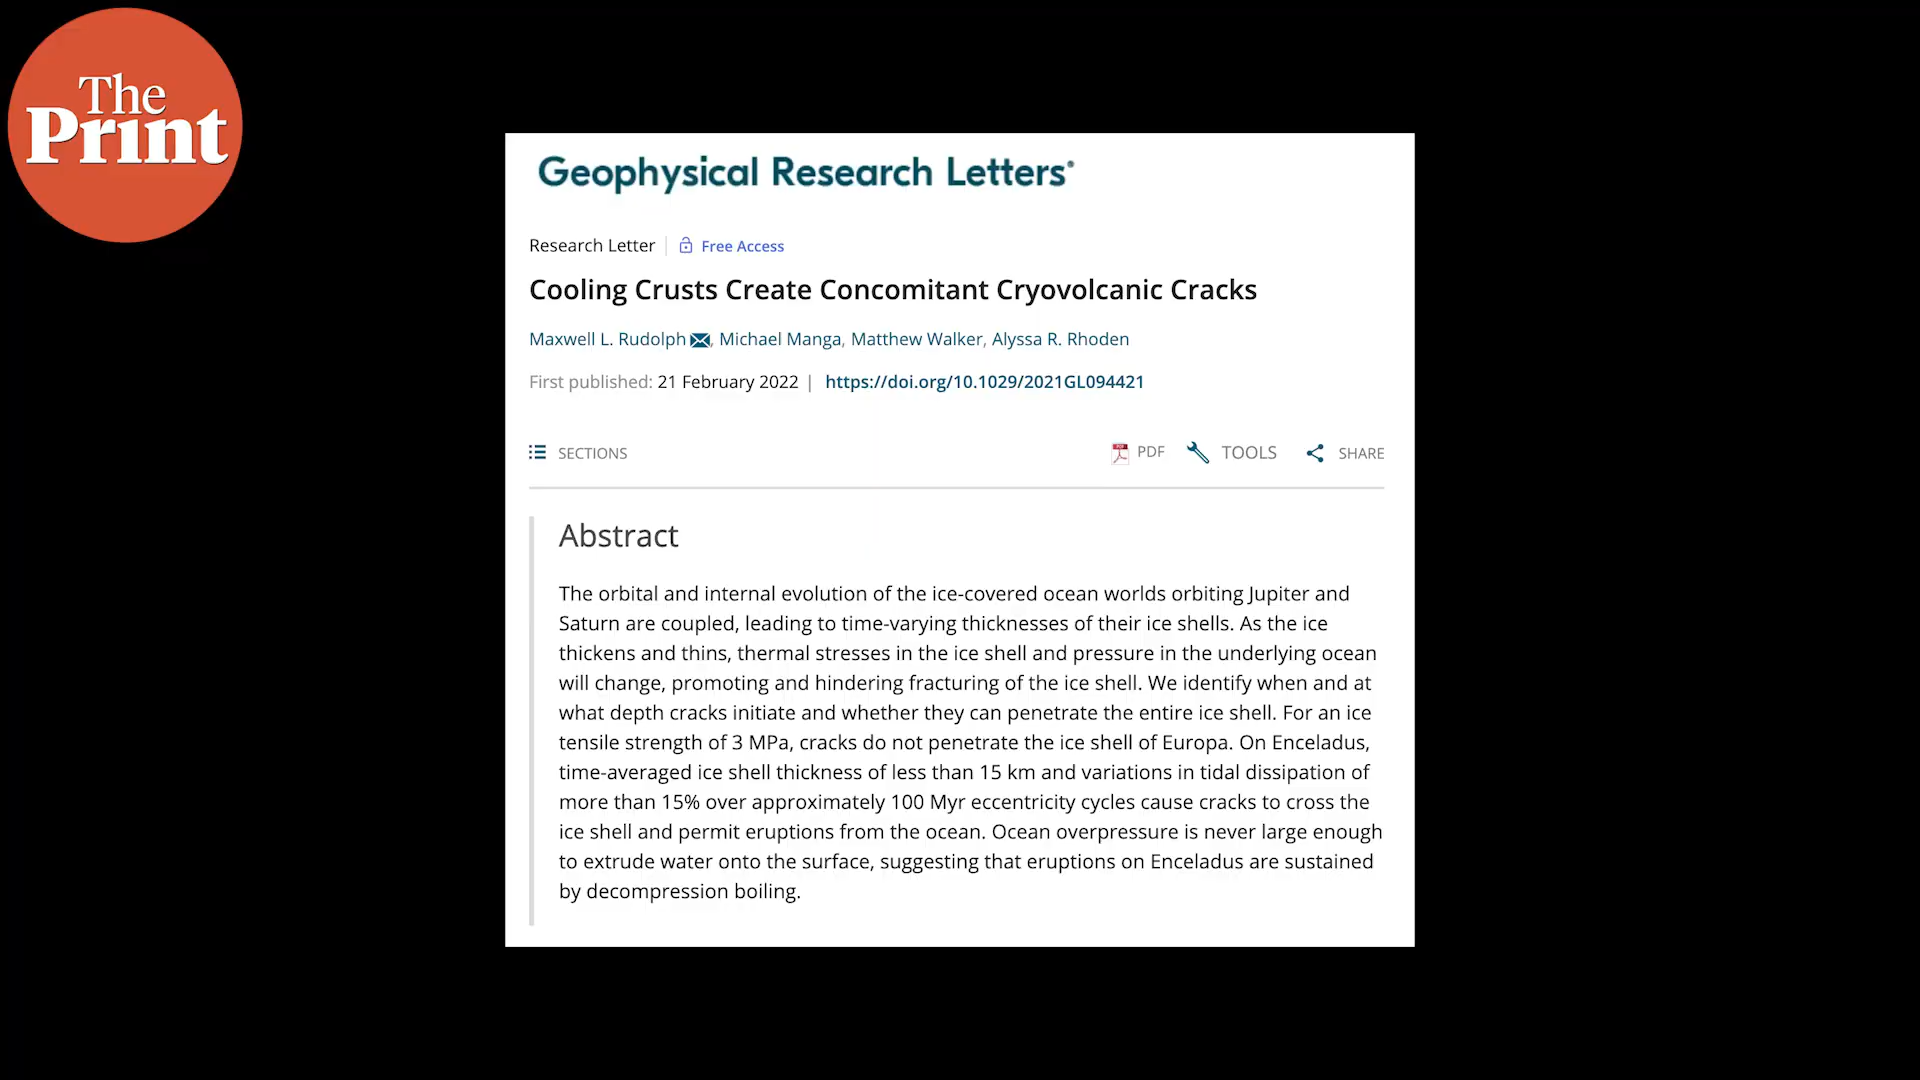 The
Print
Geophysical Research Letters®
Research Letter | Free Access
Cooling Crusts Create Concomitant Cryovolcanic Cracks
Maxwell L. Rudolph, Michael Manga, Matthew Walker, Alyssa R. Rhoden
First published: 21 February 2022 | https://doi.org/10.1029/2021GL094421
SECTIONS PDF TOOLS SHARE
Abstract
The orbital and internal evolution of the ice-covered ocean worlds orbiting Jupiter and
Saturn are coupled, leading to time-varying thicknesses of their ice shells. As the ice
thickens and thins, thermal stresses in the ice shell and pressure in the underlying ocean
will change, promoting and hindering fracturing of the ice shell. We identify when and at
what depth cracks initiate and whether they can penetrate the entire ice shell. For an ice
tensile strength of 3 MPa, cracks do not penetrate the ice shell of Europa. On Enceladus,
time-averaged ice shell thickness of less than 15 km and variations in tidal dissipation of
more than 15% over approximately 100 Myr eccentricity cycles cause cracks to cross the
ice shell and permit eruptions from the ocean. Ocean overpressure is never large enough
to extrude water onto the surface, suggesting that eruptions on Enceladus are sustained
by decompression boiling.